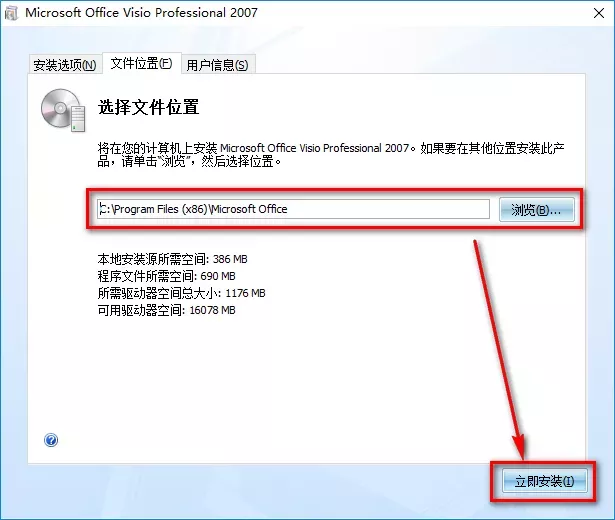 Microsoft Office Visio Professional 2007
安装选项(N) 文件位置(F) 用户信息(S)
选择文件位置
将在您的计算机上安装 Microsoft Office Visio Professional 2007。如果要在其他位置安装此产
品，请单击“浏览”，然后选择位置。
C:\Program Files (x86)\Microsoft Office 浏览(B)...
本地安装源所需空间: 386 MB
程序文件所需空间: 690 MB
所需驱动器空间总大小: 1176 MB
可用驱动器空间: 16078 MB
立即安装(I)